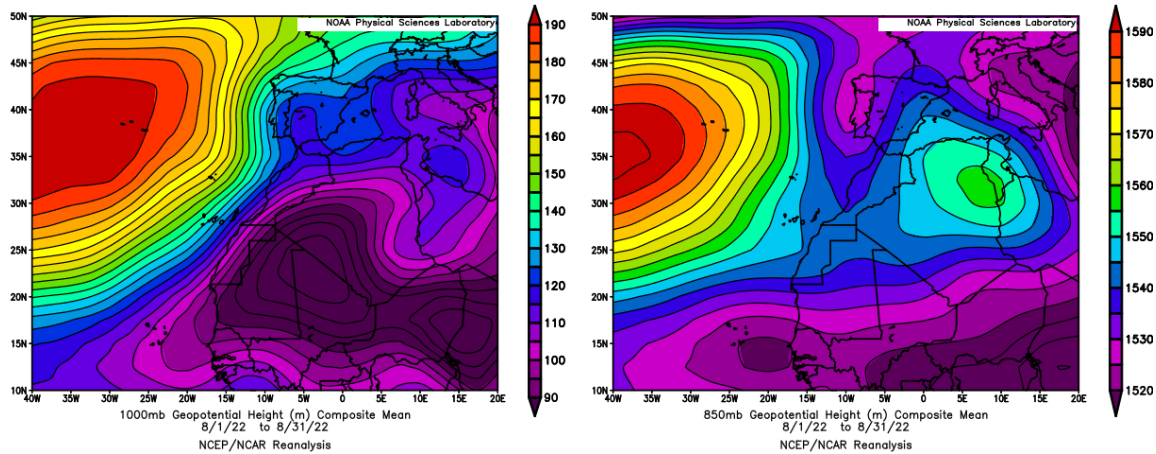 NOAA Physical Sciences Laboratory
50N
45N
40N
35N
30N
25N
20N
15N
10N
40W 35W 30W 25W 20W 15W 10W 5W 0 5E 10E 15E 20E
190
180
170
160
150
140
130
120
110
100
90
1000mb Geopotential Height (m) Composite Mean
8/1/22 to 8/31/22
NCEP/NCAR Reanalysis
NOAA Physical Sciences Laboratory
50N
45N
40N
35N
30N
25N
20N
15N
10N
40W 35W 30W 25W 20W 15W 10W 5W 0 5E 10E 15E 20E
1590
1580
1570
1560
1550
1540
1530
1520
850mb Geopotential Height (m) Composite Mean
8/1/22 to 8/31/22
NCEP/NCAR Reanalysis